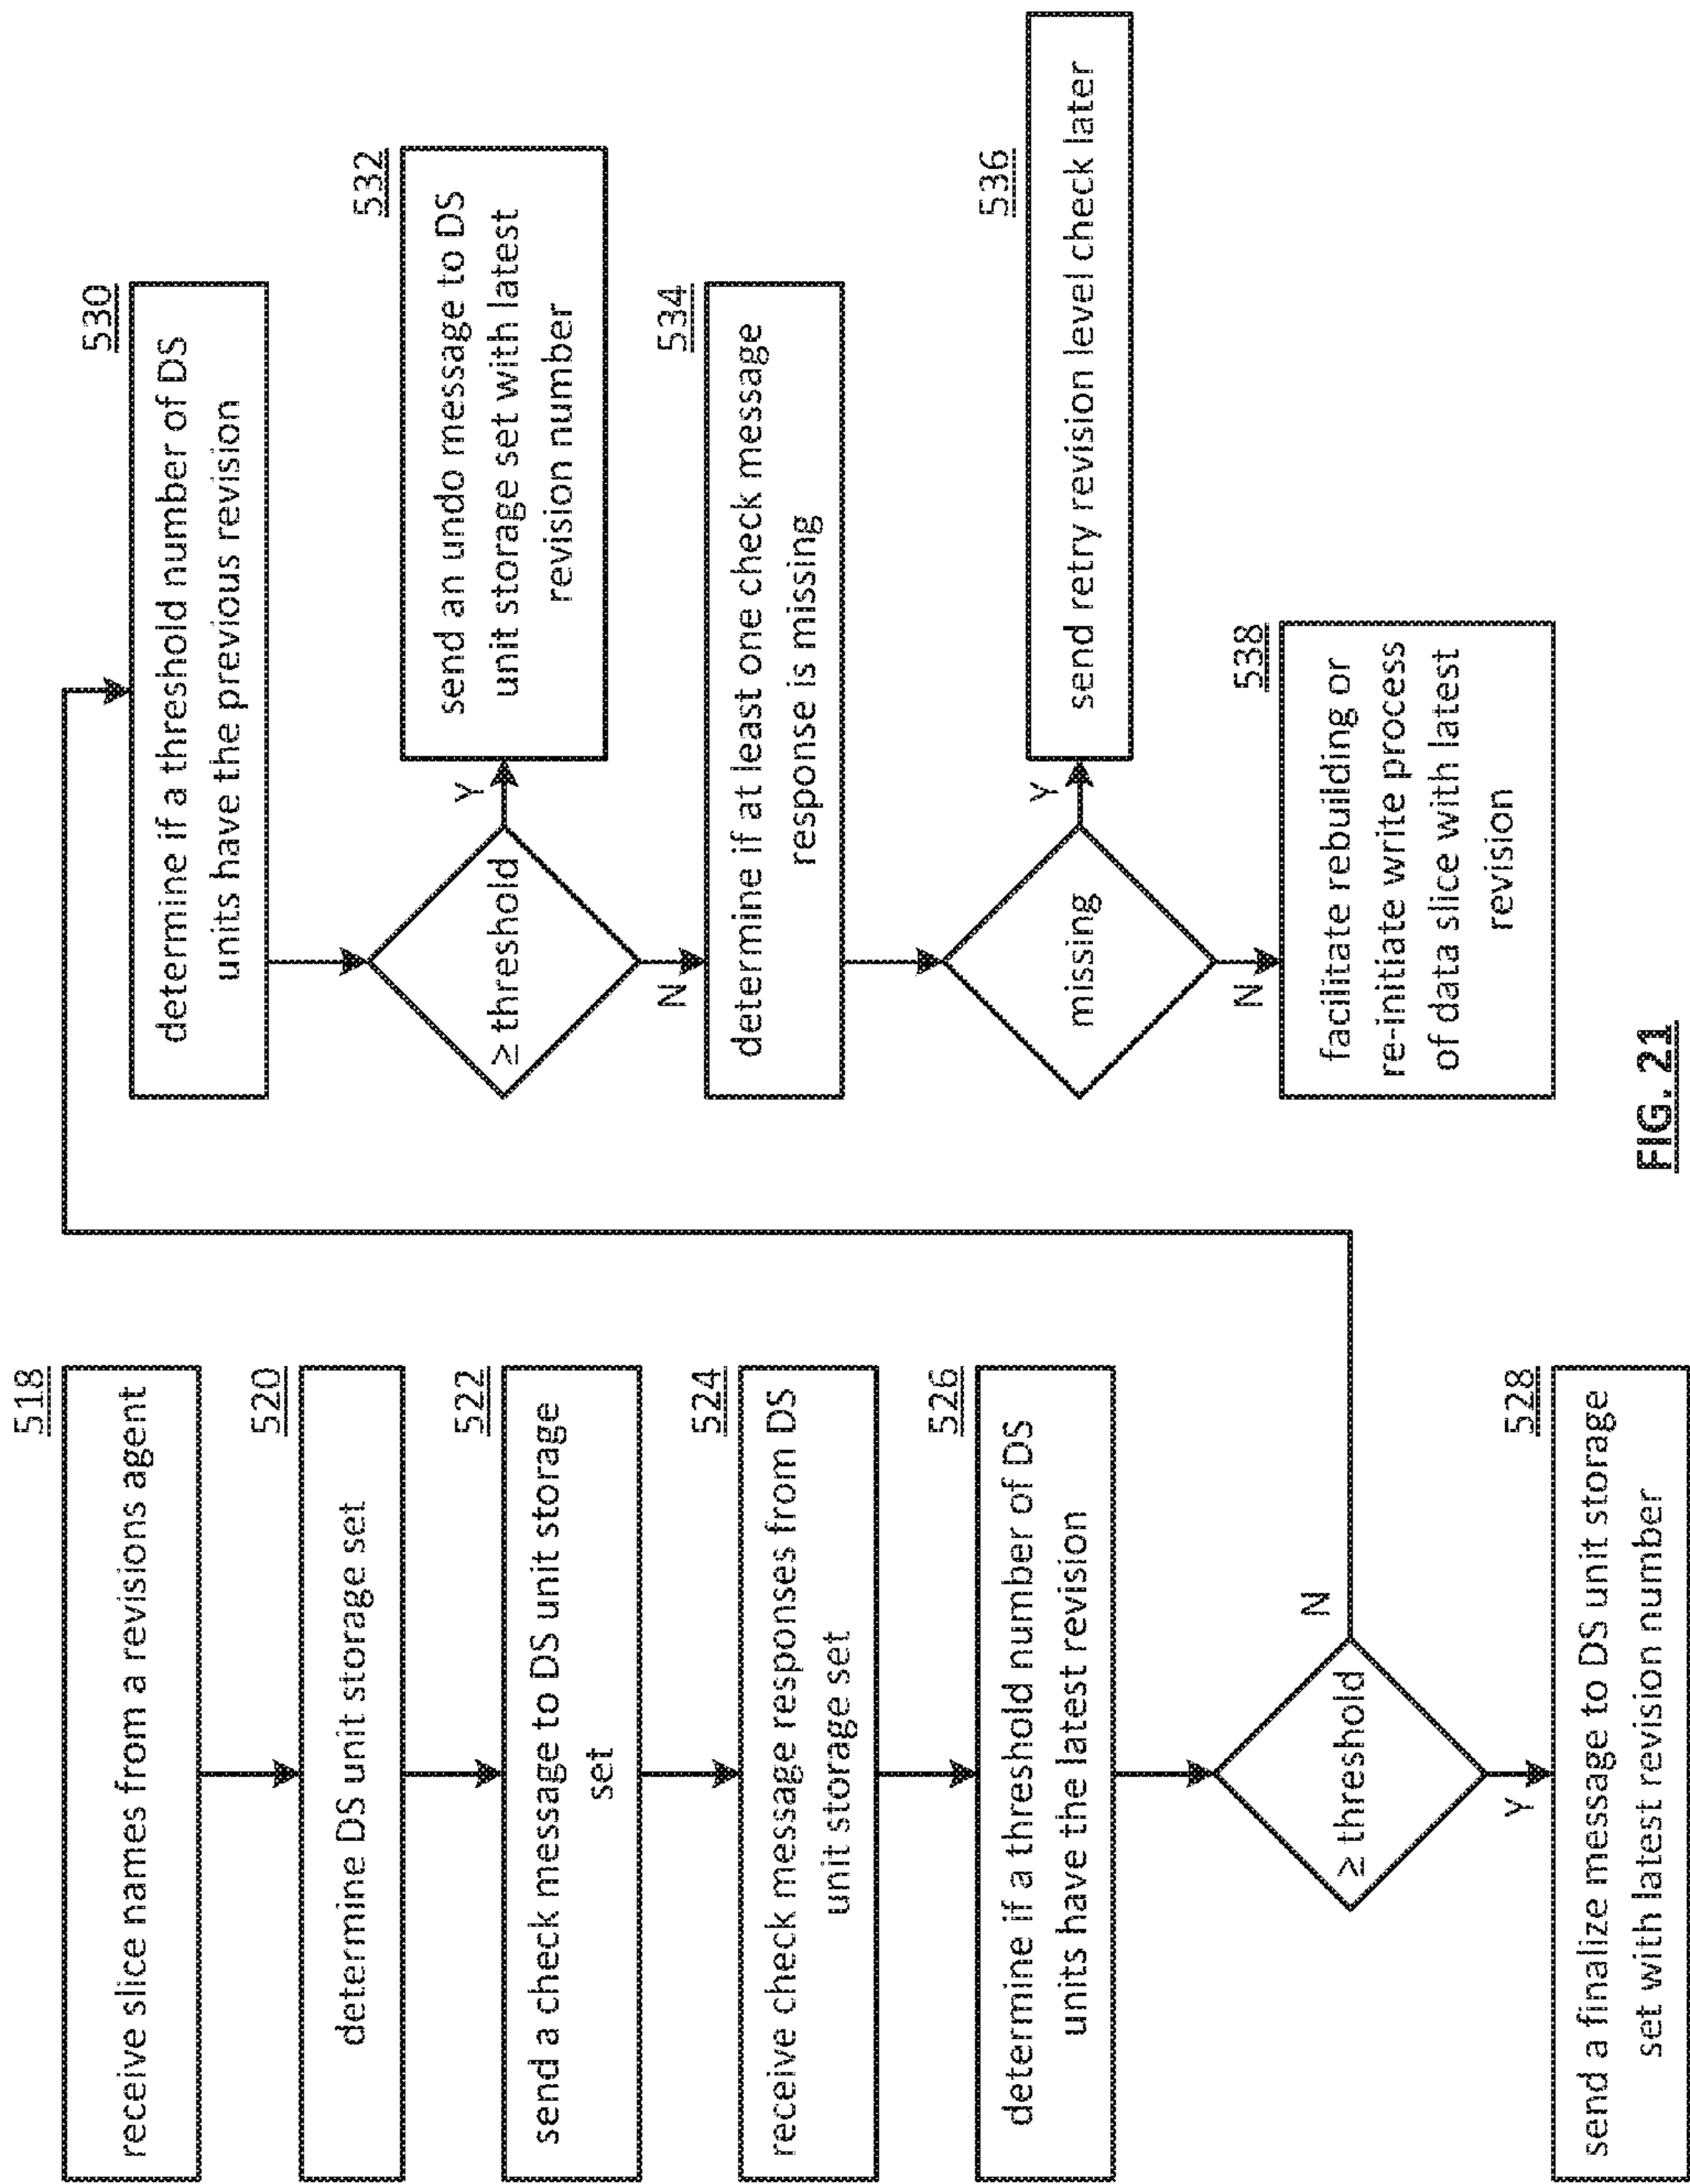 518
receive slice names from a revisions agent
520
determine DS unit storage set
522
send a check message to DS unit storage
set
524
receive check message responses from DS
unit storage set
526
determine if a threshold number of DS
units have the latest revision
≥ threshold
N
Y
528
send a finalize message to DS unit storage
set with latest revision number
530
determine if a threshold number of DS
units have the previous revision
≥ threshold
Y
532
send an undo message to DS
unit storage set with latest
revision number
N
534
determine if at least one check message
response is missing
missing
Y
536
send retry revision level check later
N
538
facilitate rebuilding or
re-initiate write process
of data slice with latest
revision
FIG. 21